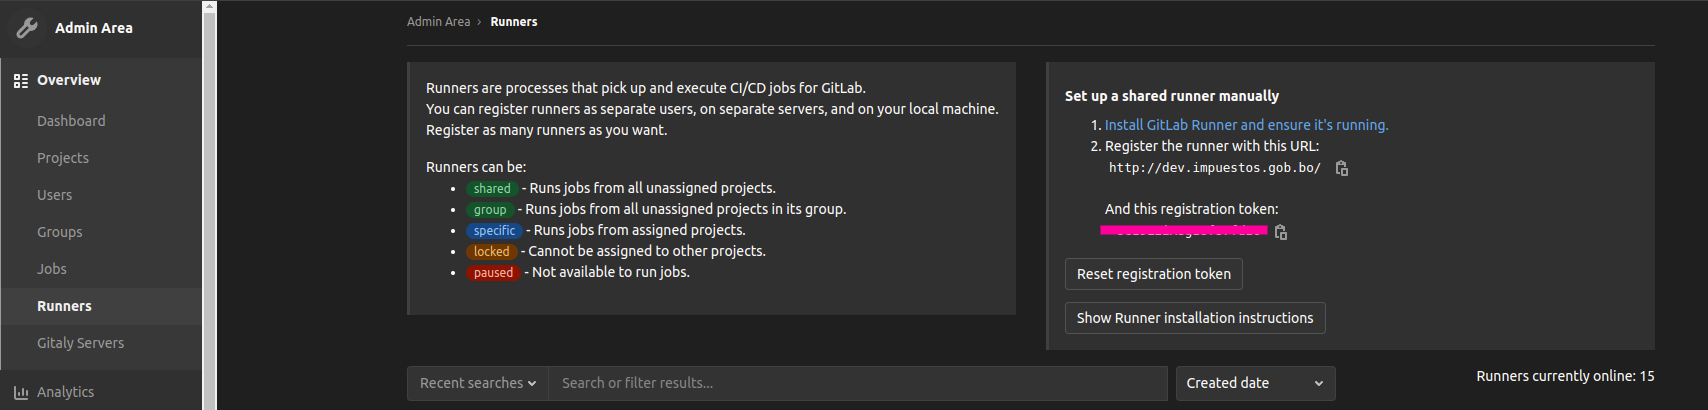 Admin Area
Overview
Dashboard
Projects
Users
Groups
Jobs
Runners
Gitaly Servers
Analytics
Admin Area › Runners
Runners are processes that pick up and execute CI/CD jobs for GitLab.
You can register runners as separate users, on separate servers, and on your local machine.
Register as many runners as you want.
Runners can be:
• shared - Runs jobs from all unassigned projects.
• group - Runs jobs from all unassigned projects in its group.
• specific - Runs jobs from assigned projects.
• locked - Cannot be assigned to other projects.
• paused - Not available to run jobs.
Set up a shared runner manually
1. Install GitLab Runner and ensure it's running.
2. Register the runner with this URL:
http://dev.impuestos.gob.bo/
And this registration token:
Reset registration token
Show Runner installation instructions
Recent searches
Search or filter results...
Created date
Runners currently online: 15